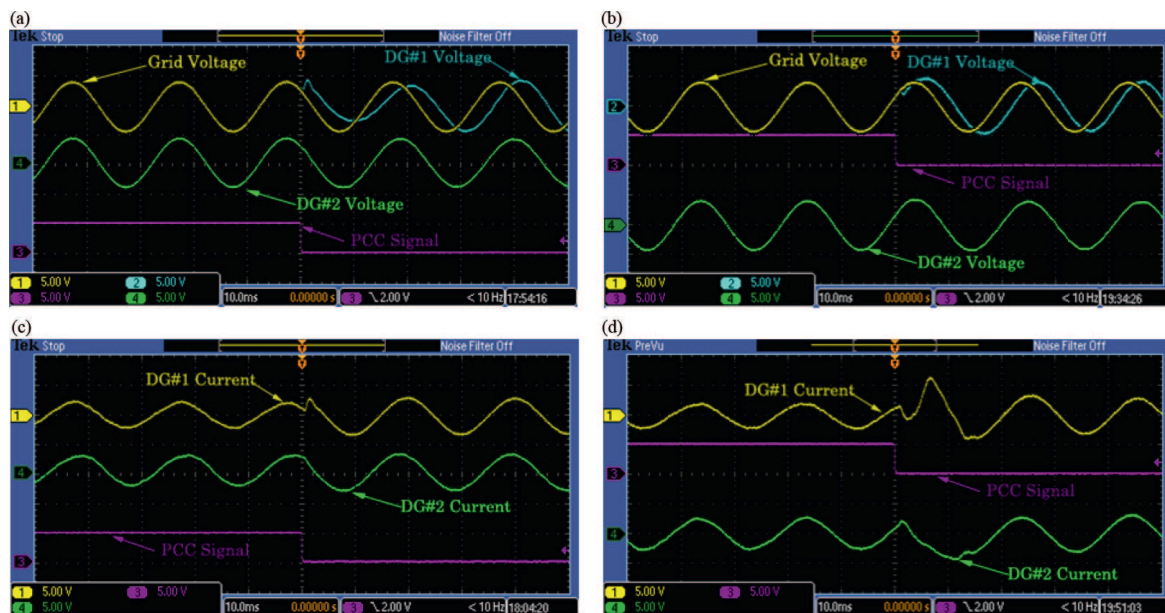 (a)
Tek Stop
Noise Filter Off
Grid Voltage
DG#1 Voltage
1
4
DG#2 Voltage
PCC Signal
3
1 5.00 V 2 5.00 V
3 5.00 V 4 5.00 V
10.0ms 0.00000 s
3 \ 2.00 V
< 10 Hz 17:54:16
(b)
Tek Stop
Noise Filter Off
Grid Voltage
DG#1 Voltage
2
3
PCC Signal
4
DG#2 Voltage
1 5.00 V 2 5.00 V
3 5.00 V 4 5.00 V
10.0ms 0.00000 s
3 \ 2.00 V
< 10 Hz 19:34:26
(c)
Tek Stop
Noise Filter Off
DG#1 Current
1
4
DG#2 Current
PCC Signal
3
1 5.00 V 3 5.00 V
4 5.00 V
10.0ms 0.00000 s
3 \ 2.00 V
< 10 Hz 18:04:20
(d)
Tek PreVu
Noise Filter Off
DG#1 Current
1
3
PCC Signal
4
DG#2 Current
1 5.00 V 3 5.00 V
4 5.00 V
10.0ms 0.00000 s
3 \ 2.00 V
< 10 Hz 19:51:03